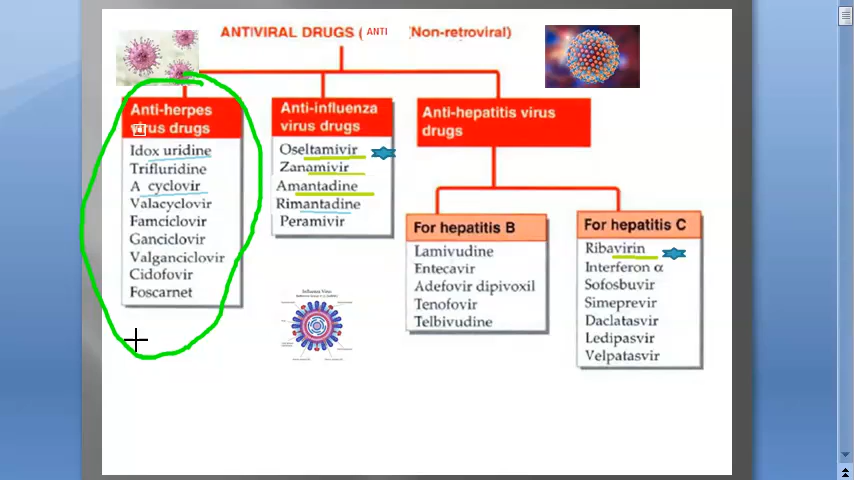 ANTIVIRAL DRUGS ( ANTI Non-retroviral)
Anti-herpes
virus drugs
Idox uridine
Trifluridine
A cyclovir
Valacyclovir
Famciclovir
Ganciclovir
Valganciclovir
Cidofovir
Foscarnet
Anti-influenza
virus drugs
Oseltamivir
Zanamivir
Amantadine
Rimantadine
Peramivir
Anti-hepatitis virus
drugs
For hepatitis B
Lamivudine
Entecavir
Adefovir dipivoxil
Tenofovir
Telbivudine
For hepatitis C
Ribavirin
Interferon α
Sofosbuvir
Simeprevir
Daclatasvir
Ledipasvir
Velpatasvir
Influenza Virus